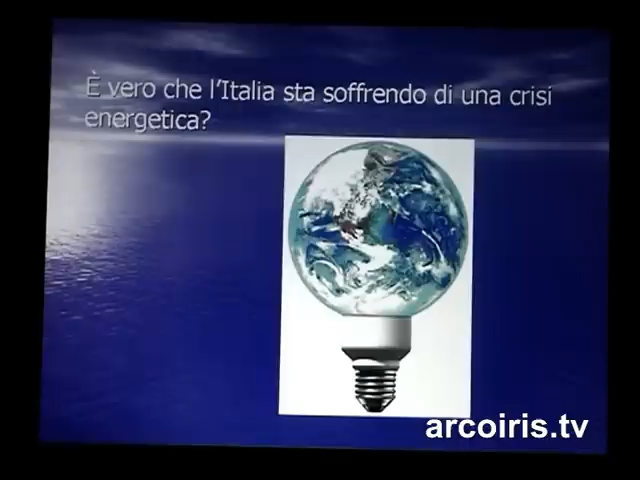 È vero che l'Italia sta soffrendo di una crisi
energetica?
arcoiris.tv